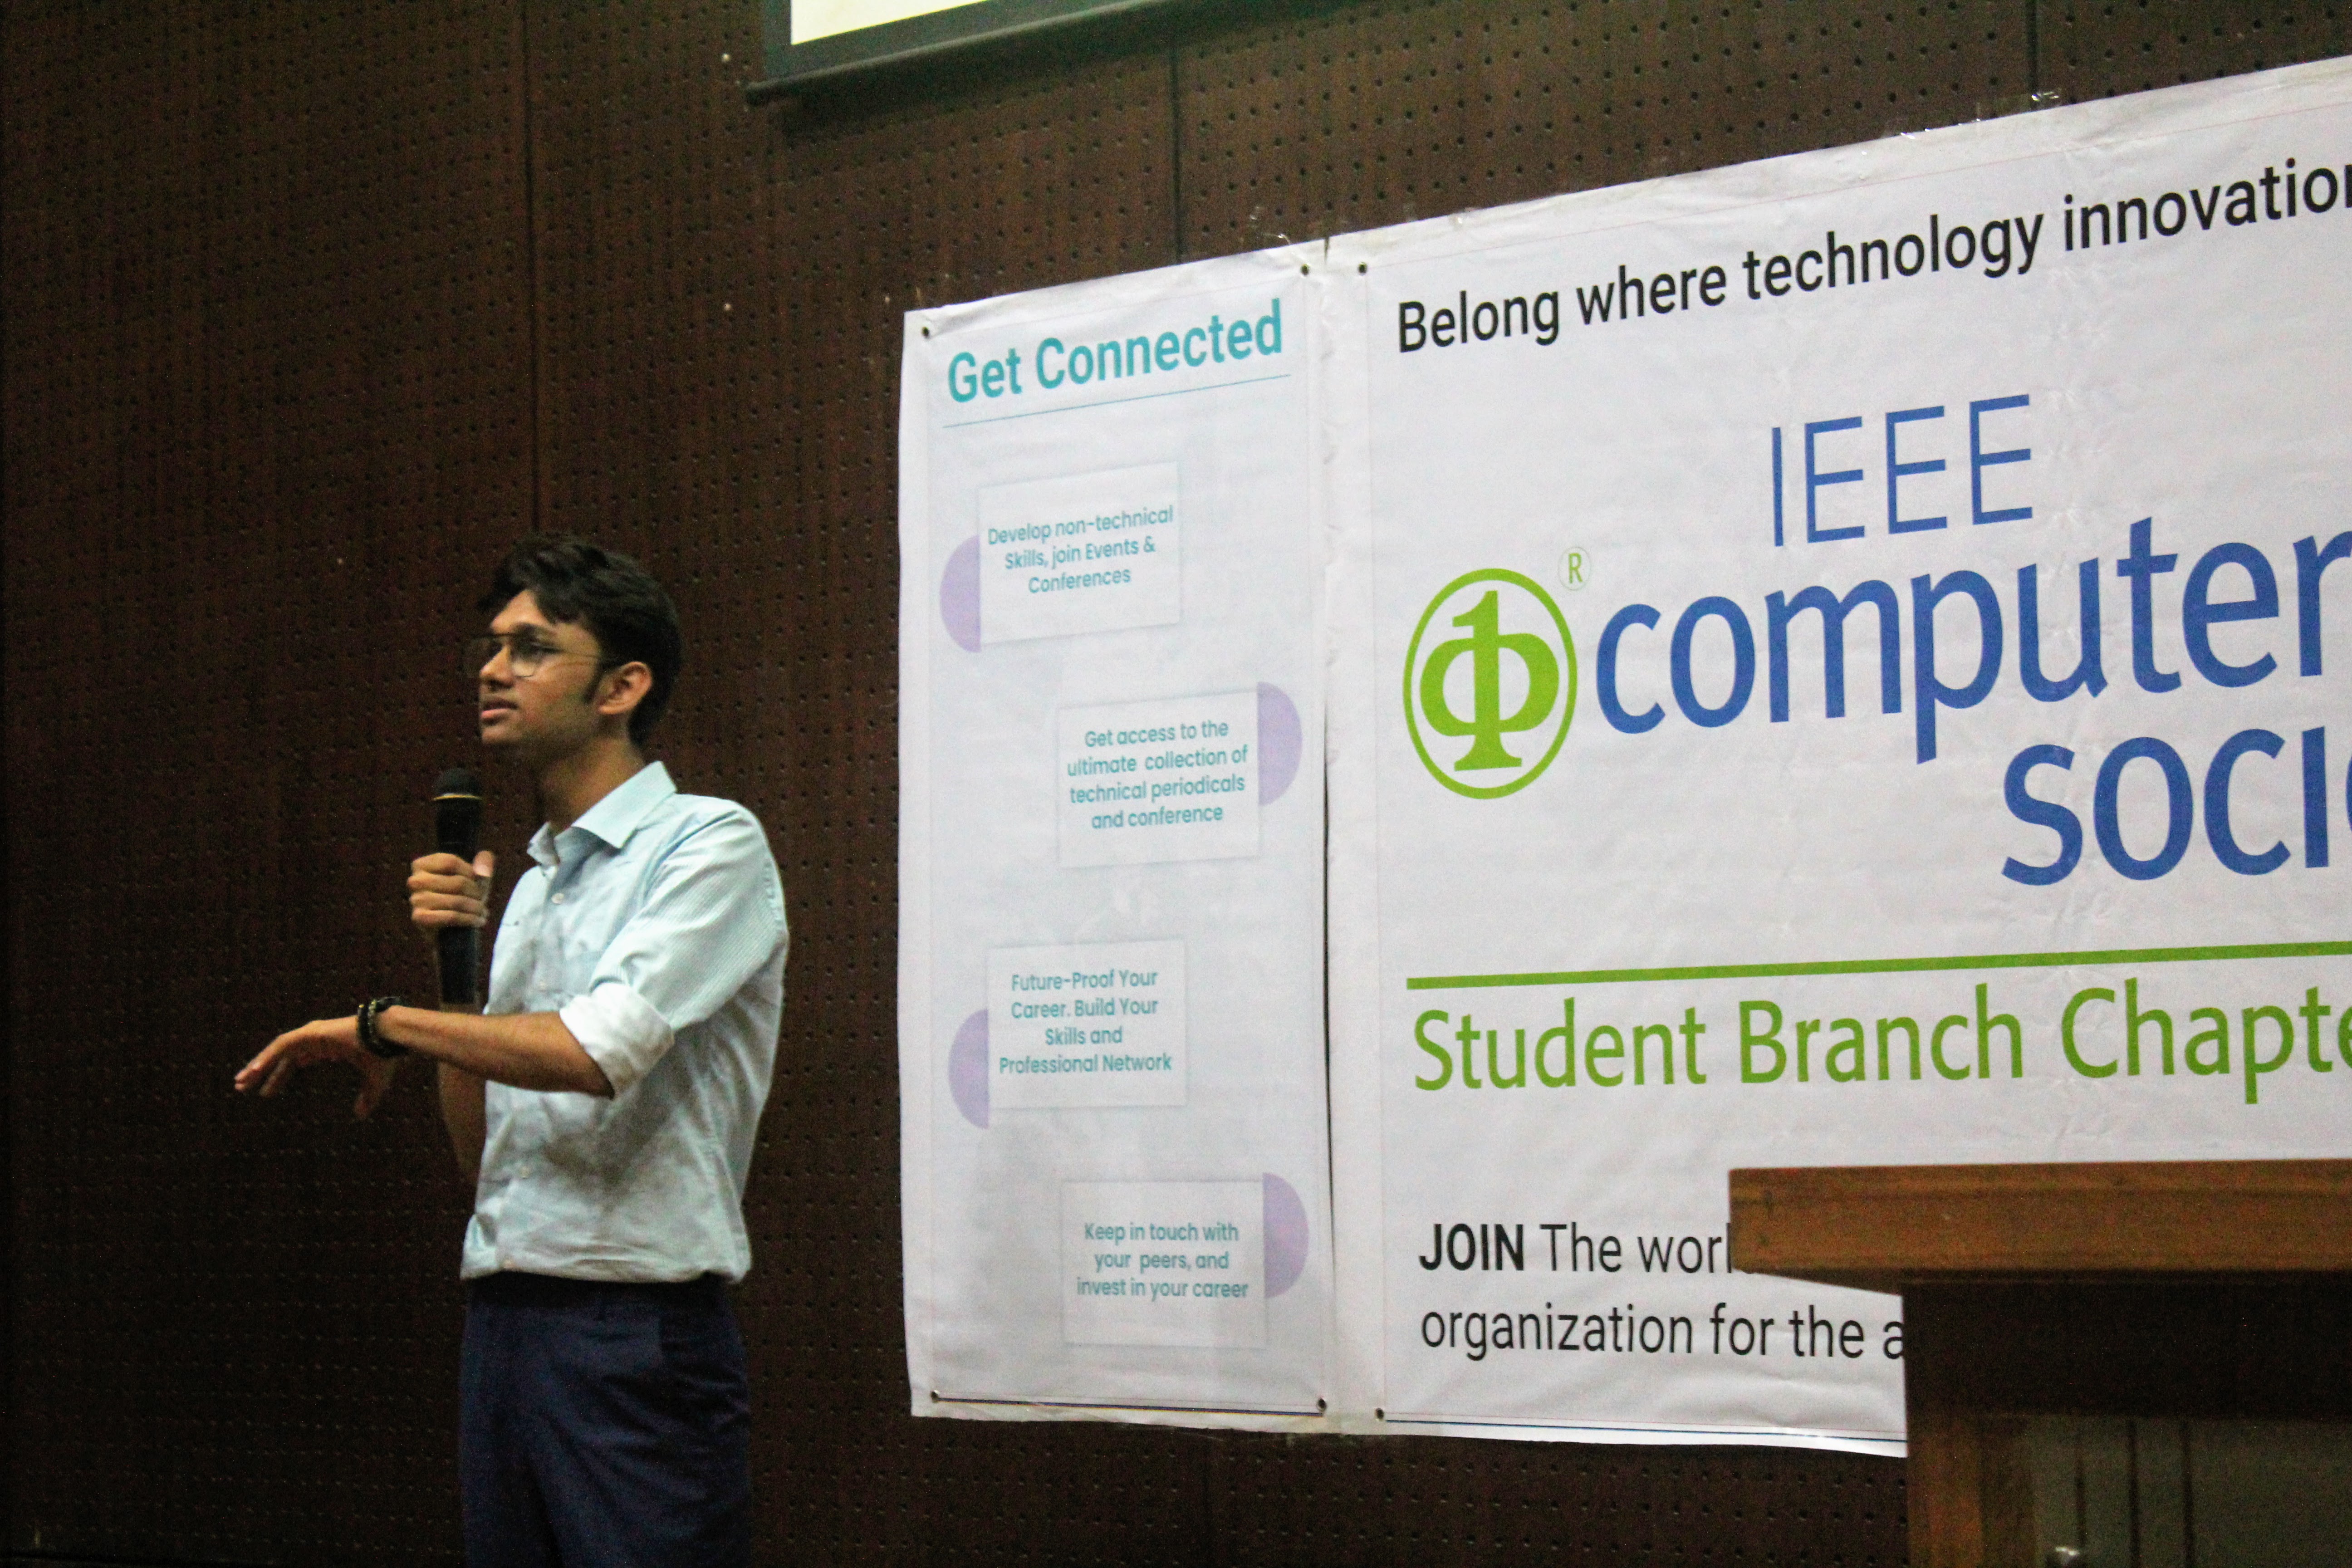 Get Connected
Develop non-technical
Skills, join Events &
Conferences
Get access to the
ultimate collection of
technical periodicals
and conference
Future-Proof Your
Career. Build Your
Skills and
Professional Network
Keep in touch with
your peers, and
invest in your career
Belong where technology innovation
IEEE
®
computer
socie
Student Branch Chapte
JOIN The worl
organization for the a